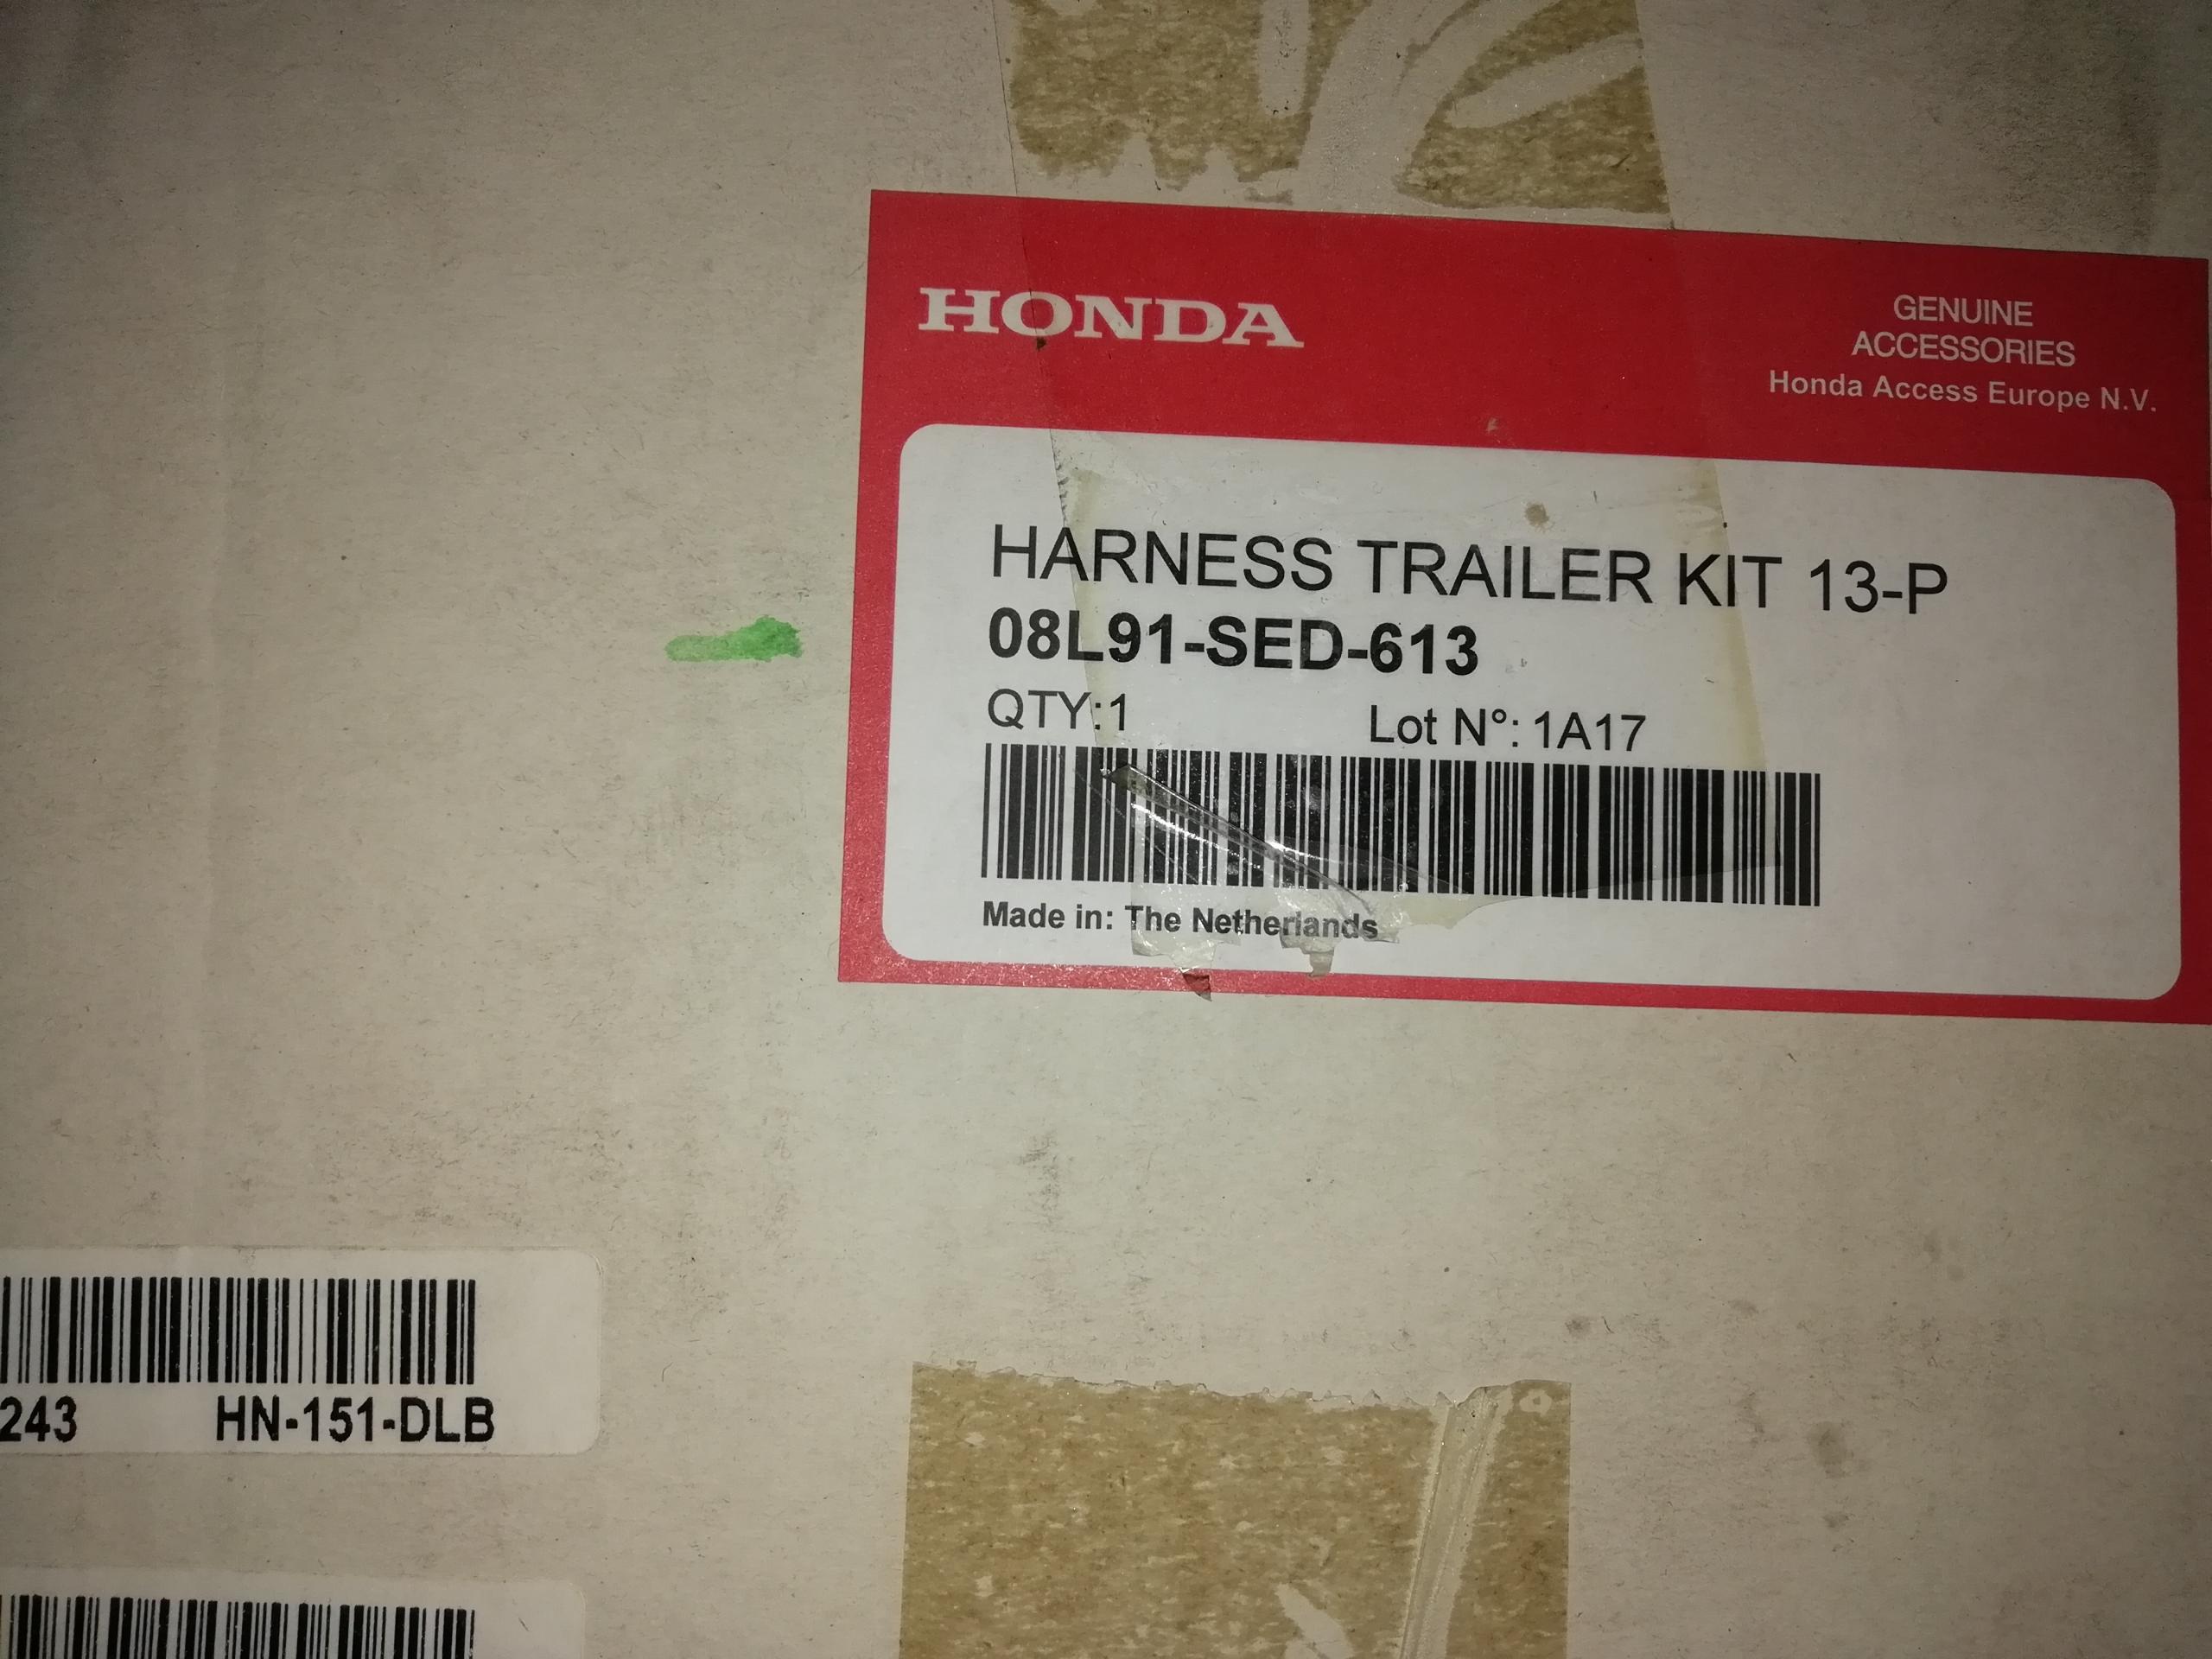 HONDA
GENUINE
ACCESSORIES
Honda Access Europe N.V.
HARNESS TRAILER KIT 13-P
08L91-SED-613
QTY:1 Lot N°: 1A17
Made in: The Netherlands
243 HN-151-DLB